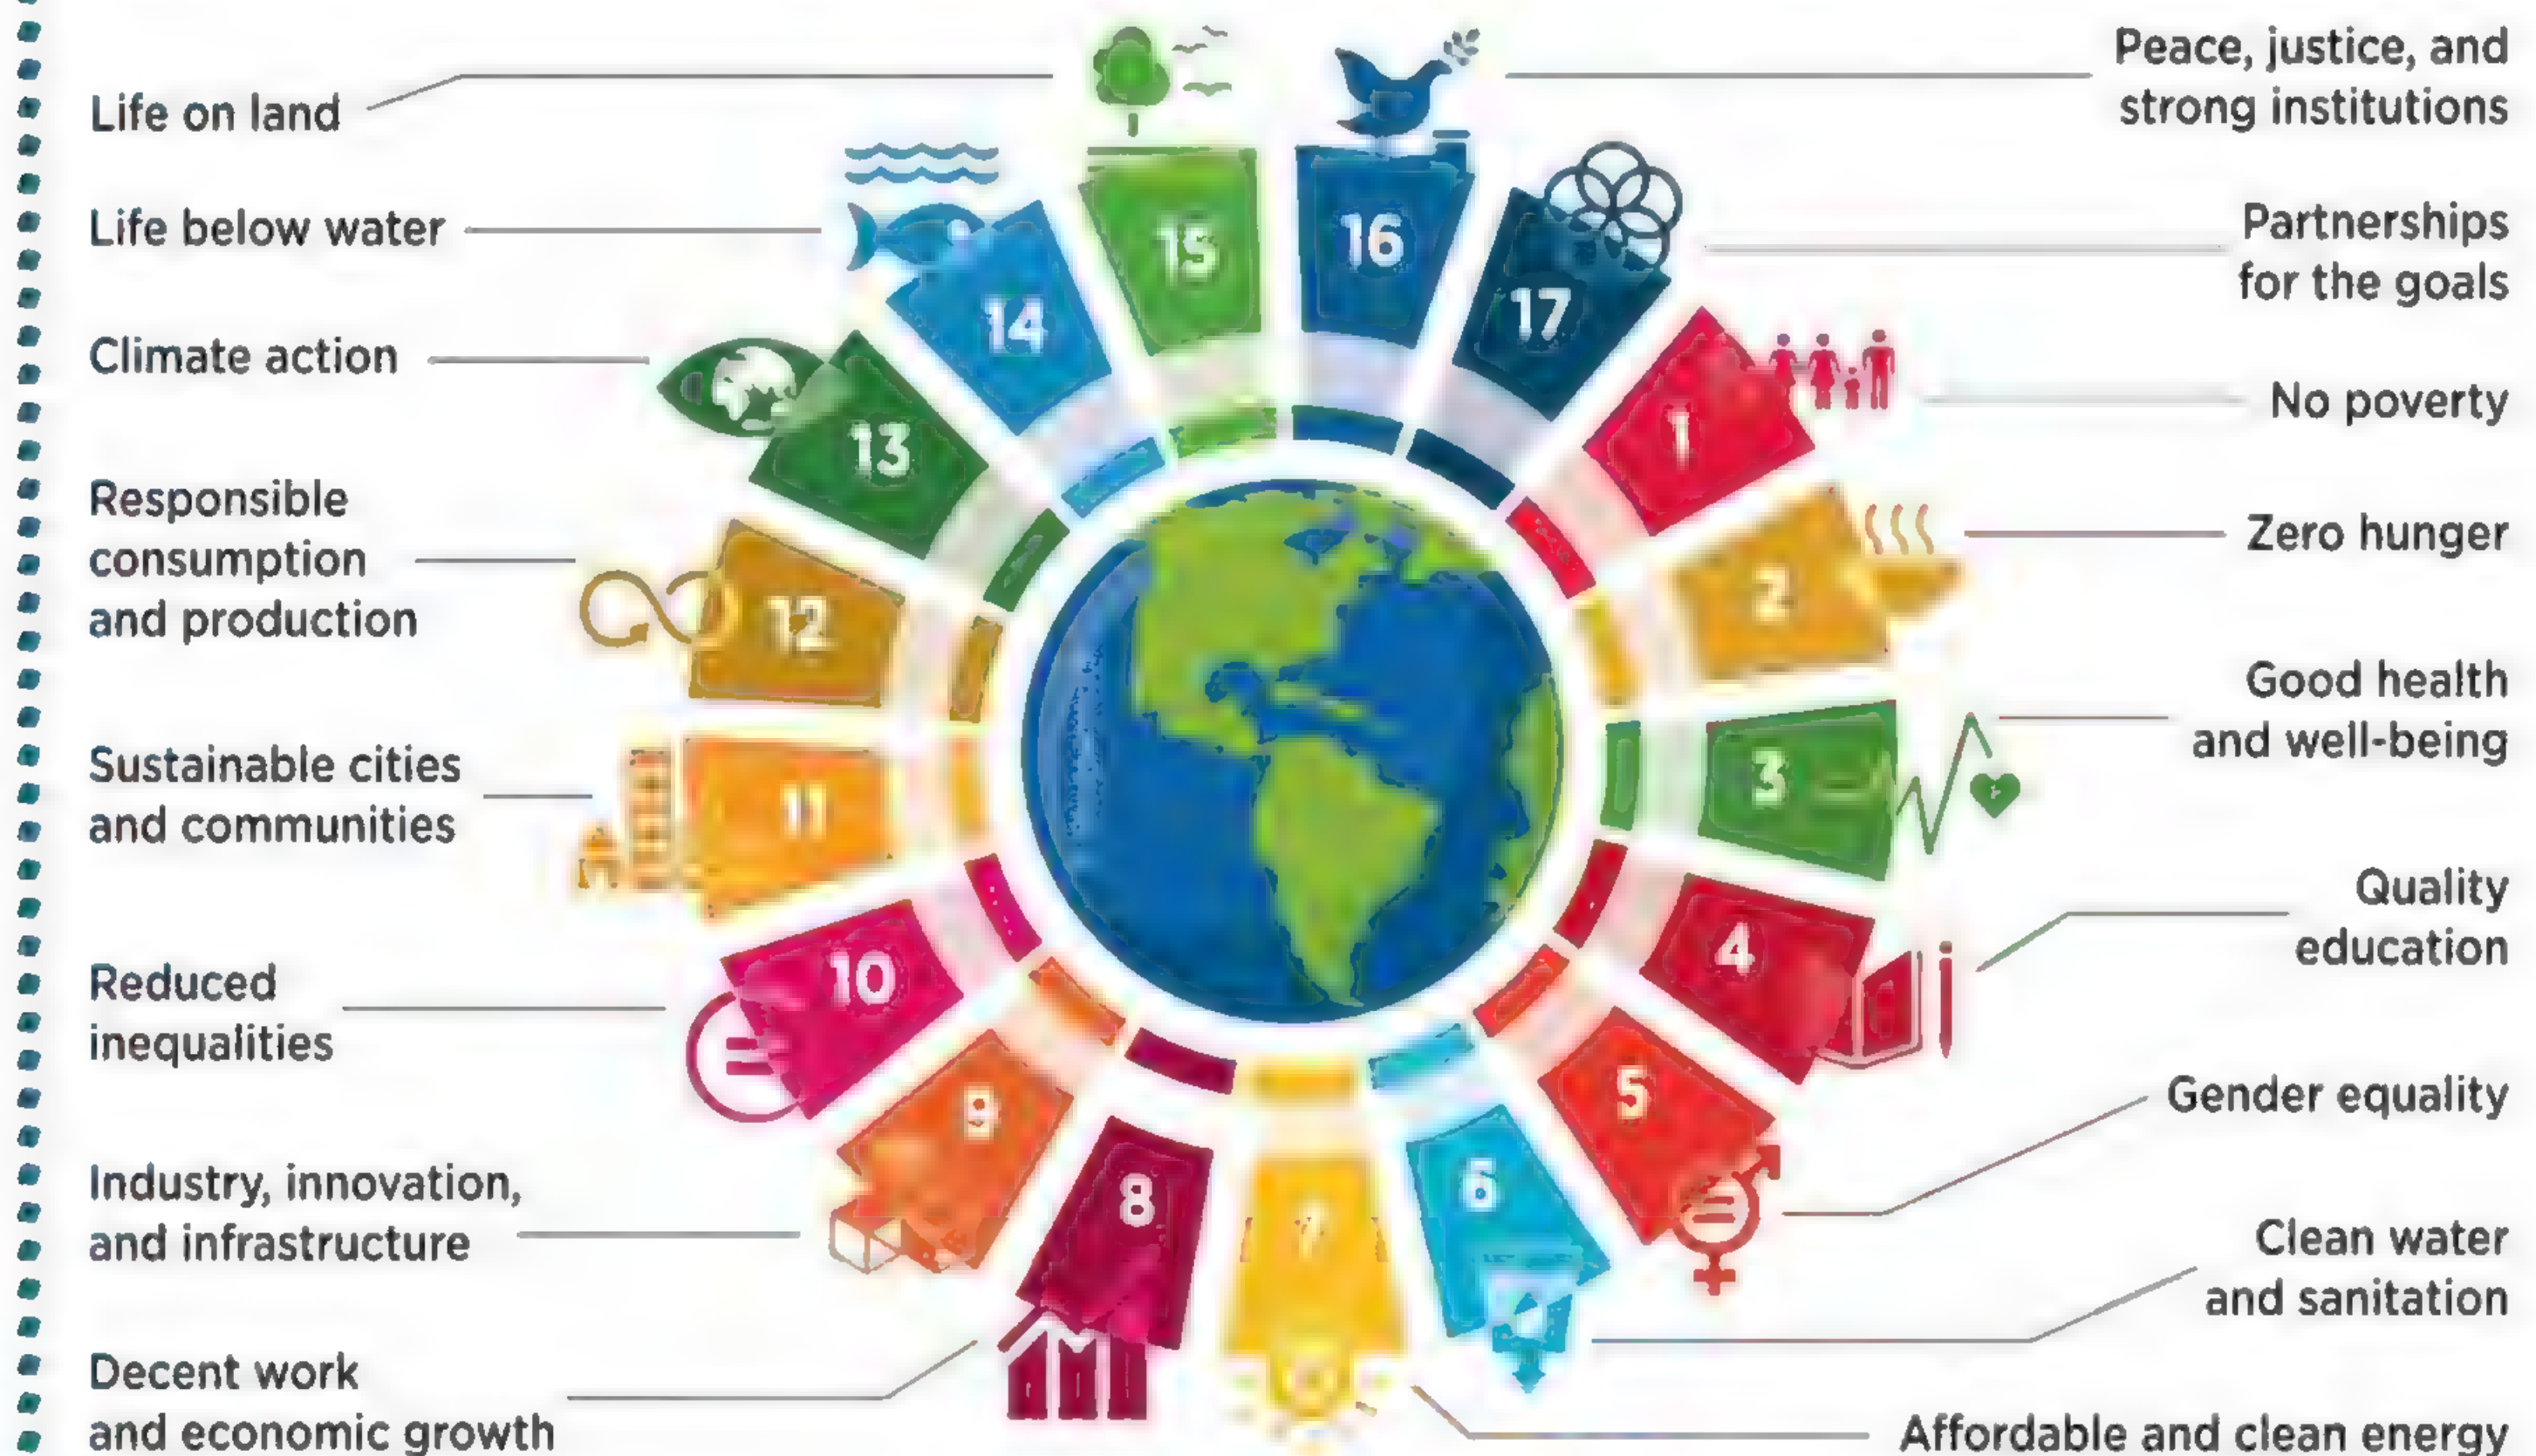 Life on land
Life below water
Climate action
Responsible
consumption
and production
Sustainable cities
and communities
Reduced
inequalities
Industry, innovation,
and infrastructure
Decent work
and economic growth
15
16
14
17
13
1
12
2
11
3
10
4
9
5
8
7
6
Peace, justice, and
strong institutions
Partnerships
for the goals
No poverty
Zero hunger
Good health
and well-being
Quality
education
Gender equality
Clean water
and sanitation
Affordable and clean energy